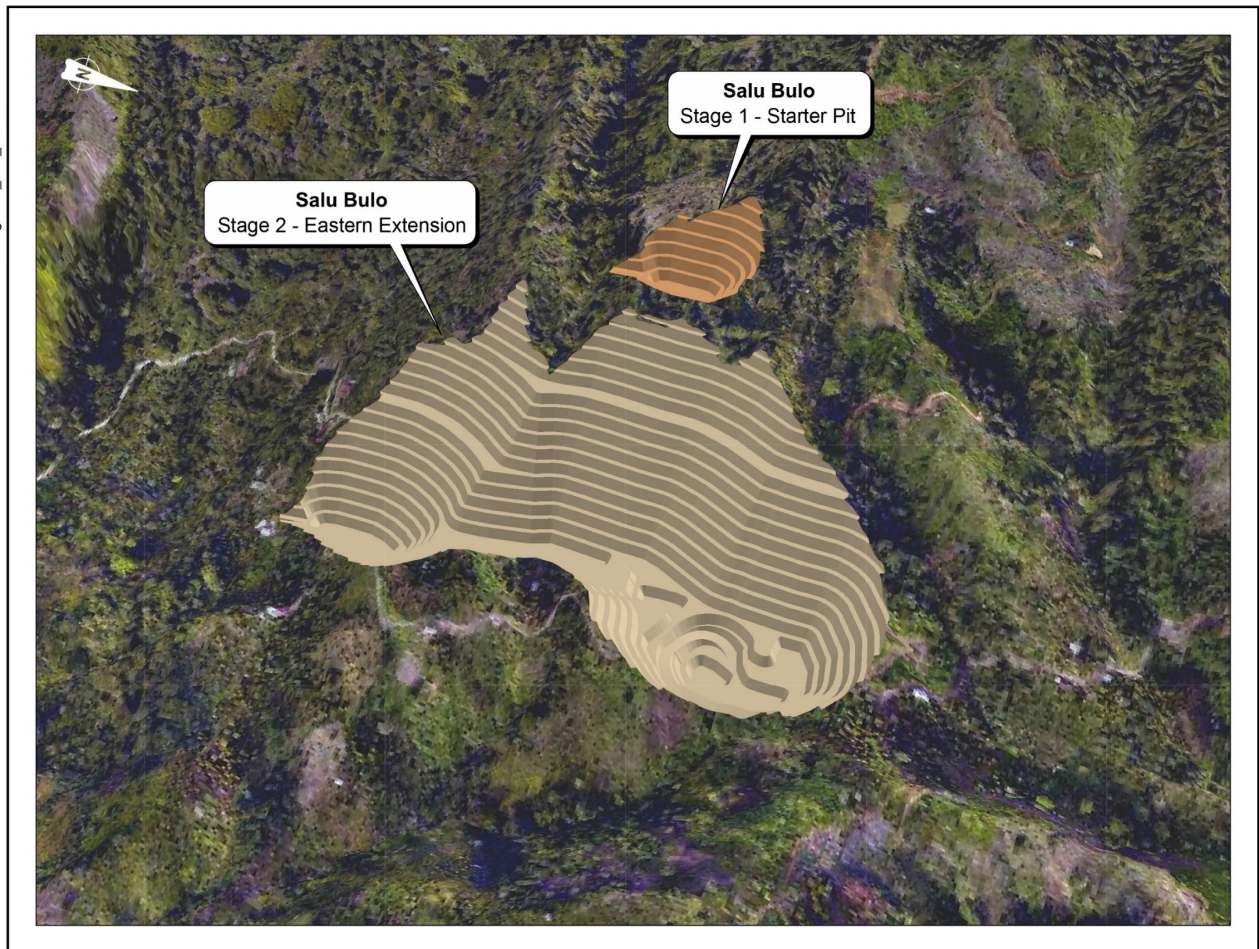 N
Salu Bulo
Stage 1 - Starter Pit
Salu Bulo
Stage 2 - Eastern Extension